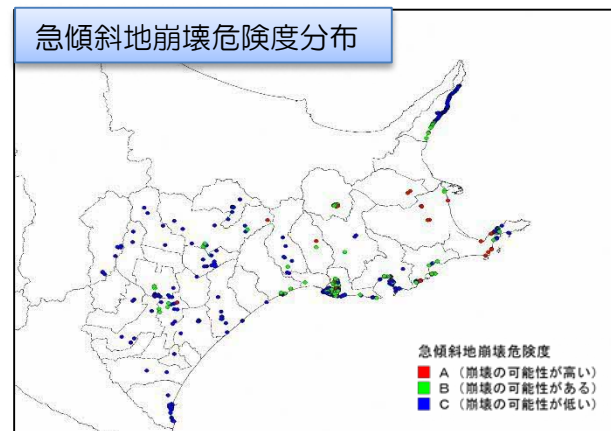 急傾斜地崩壊危険度分布
急傾斜地崩壊危険度
A（崩壊の可能性が高い）
B（崩壊の可能性がある）
C（崩壊の可能性が低い）